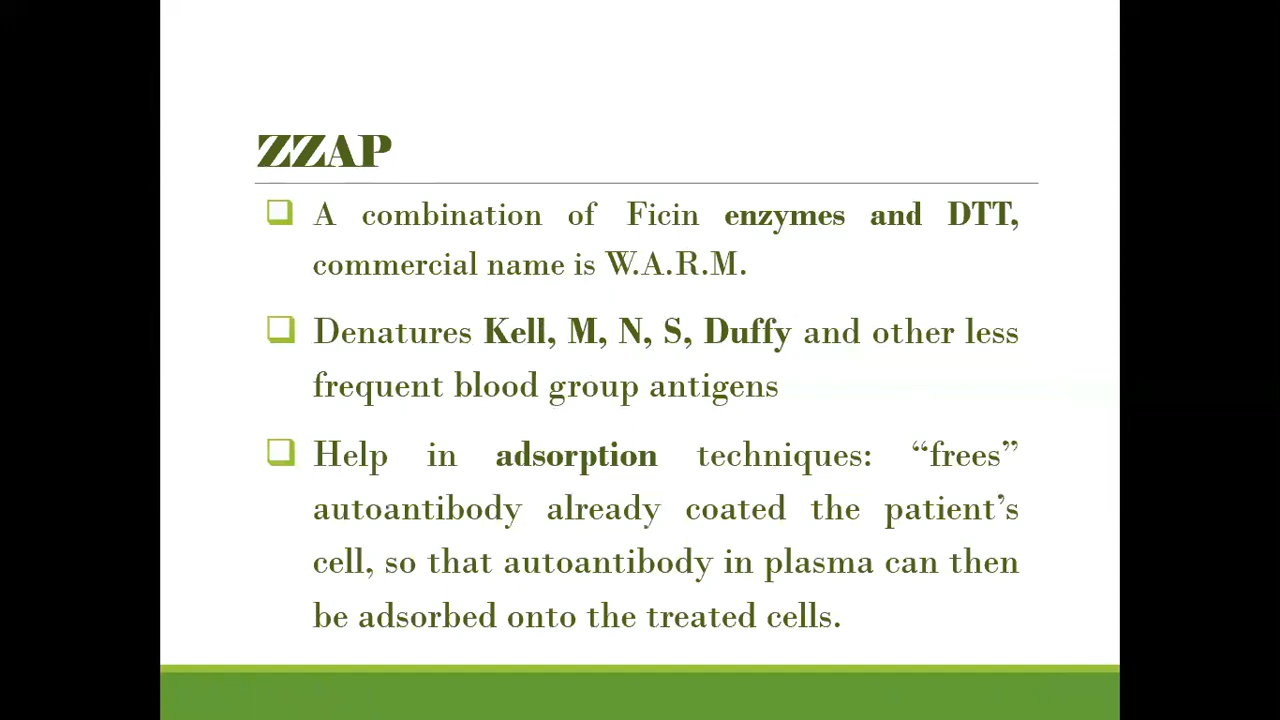 ZZAP
A combination of Ficin enzymes and DTT,
commercial name is W.A.R.M.
Denatures Kell, M, N, S, Duffy and other less
frequent blood group antigens
Help in adsorption techniques: “frees”
autoantibody already coated the patient’s
cell, so that autoantibody in plasma can then
be adsorbed onto the treated cells.